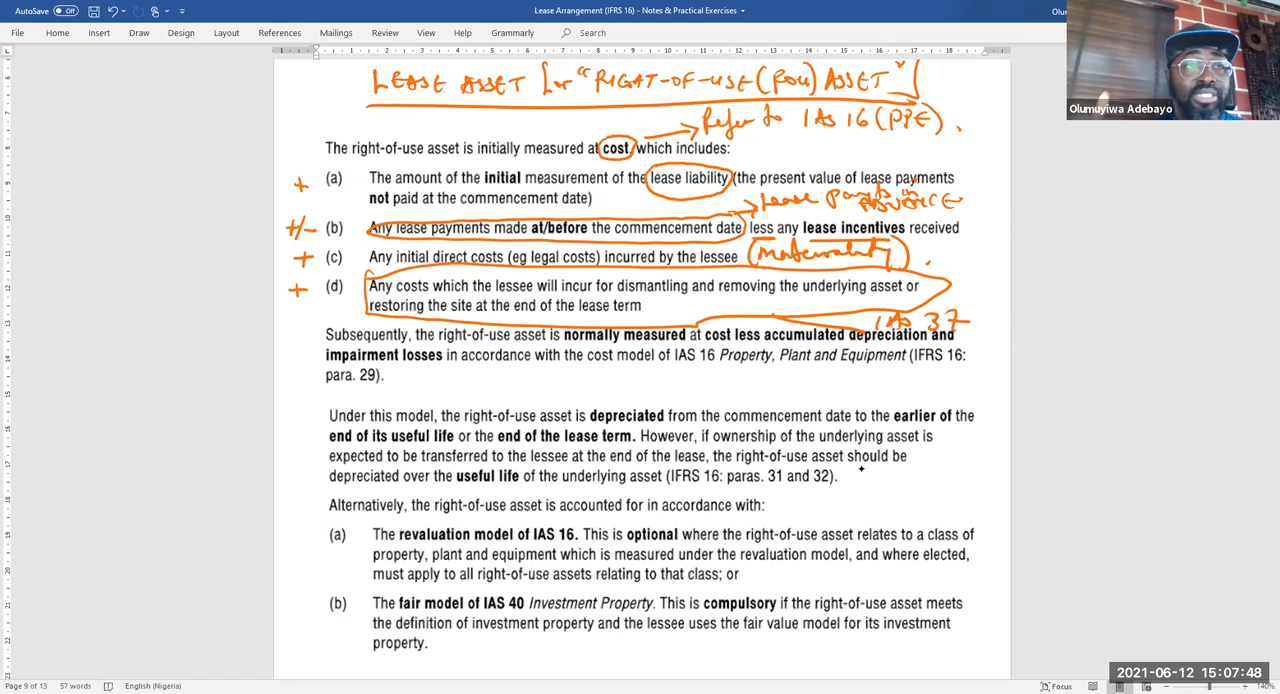 AutoSave Off
Lease Arrangement (IFRS 16) - Notes & Practical Exercises
Olu
File Home Insert Draw Design Layout References Mailings Review View Help Grammarly Search
Olumuyiwa Adebayo
LEASE ASSET [or "RIGHT-OF-USE (ROU) ASSET"]
Refer to IAS 16 (PPE).
The right-of-use asset is initially measured at cost, which includes:
+ (a) The amount of the initial measurement of the lease liability (the present value of lease payments
not paid at the commencement date)
Lease ADVANCE
+/- (b) Any lease payments made at/before the commencement date less any lease incentives received
+ (c) Any initial direct costs (eg legal costs) incurred by the lessee (materiality).
+ (d) Any costs which the lessee will incur for dismantling and removing the underlying asset or
restoring the site at the end of the lease term
IAS 37
Subsequently, the right-of-use asset is normally measured at cost less accumulated depreciation and
impairment losses in accordance with the cost model of IAS 16 Property, Plant and Equipment (IFRS 16:
para. 29).
Under this model, the right-of-use asset is depreciated from the commencement date to the earlier of the
end of its useful life or the end of the lease term. However, if ownership of the underlying asset is
expected to be transferred to the lessee at the end of the lease, the right-of-use asset should be
depreciated over the useful life of the underlying asset (IFRS 16: paras. 31 and 32).
Alternatively, the right-of-use asset is accounted for in accordance with:
(a) The revaluation model of IAS 16. This is optional where the right-of-use asset relates to a class of
property, plant and equipment which is measured under the revaluation model, and where elected,
must apply to all right-of-use assets relating to that class; or
(b) The fair model of IAS 40 Investment Property. This is compulsory if the right-of-use asset meets
the definition of investment property and the lessee uses the fair value model for its investment
property.
2021-06-12 15:07:48
Page 9 of 13 57 words English (Nigeria) Focus 140%